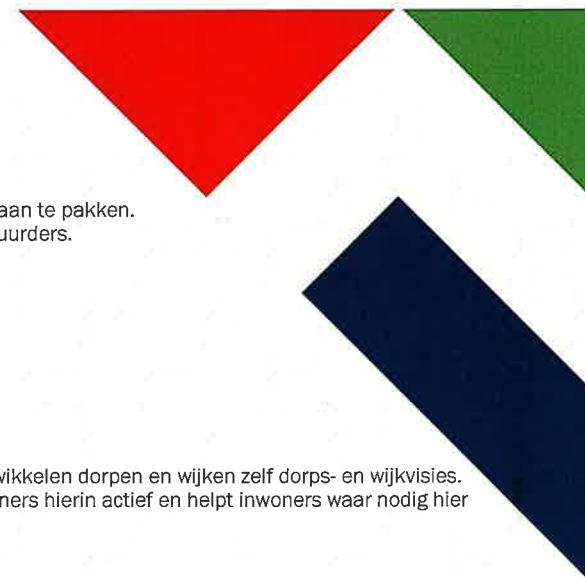 aan te pakken.
uurders.
wikkelen dorpen en wijken zelf dorps- en wijkvisies.
ners hierin actief en helpt inwoners waar nodig hier